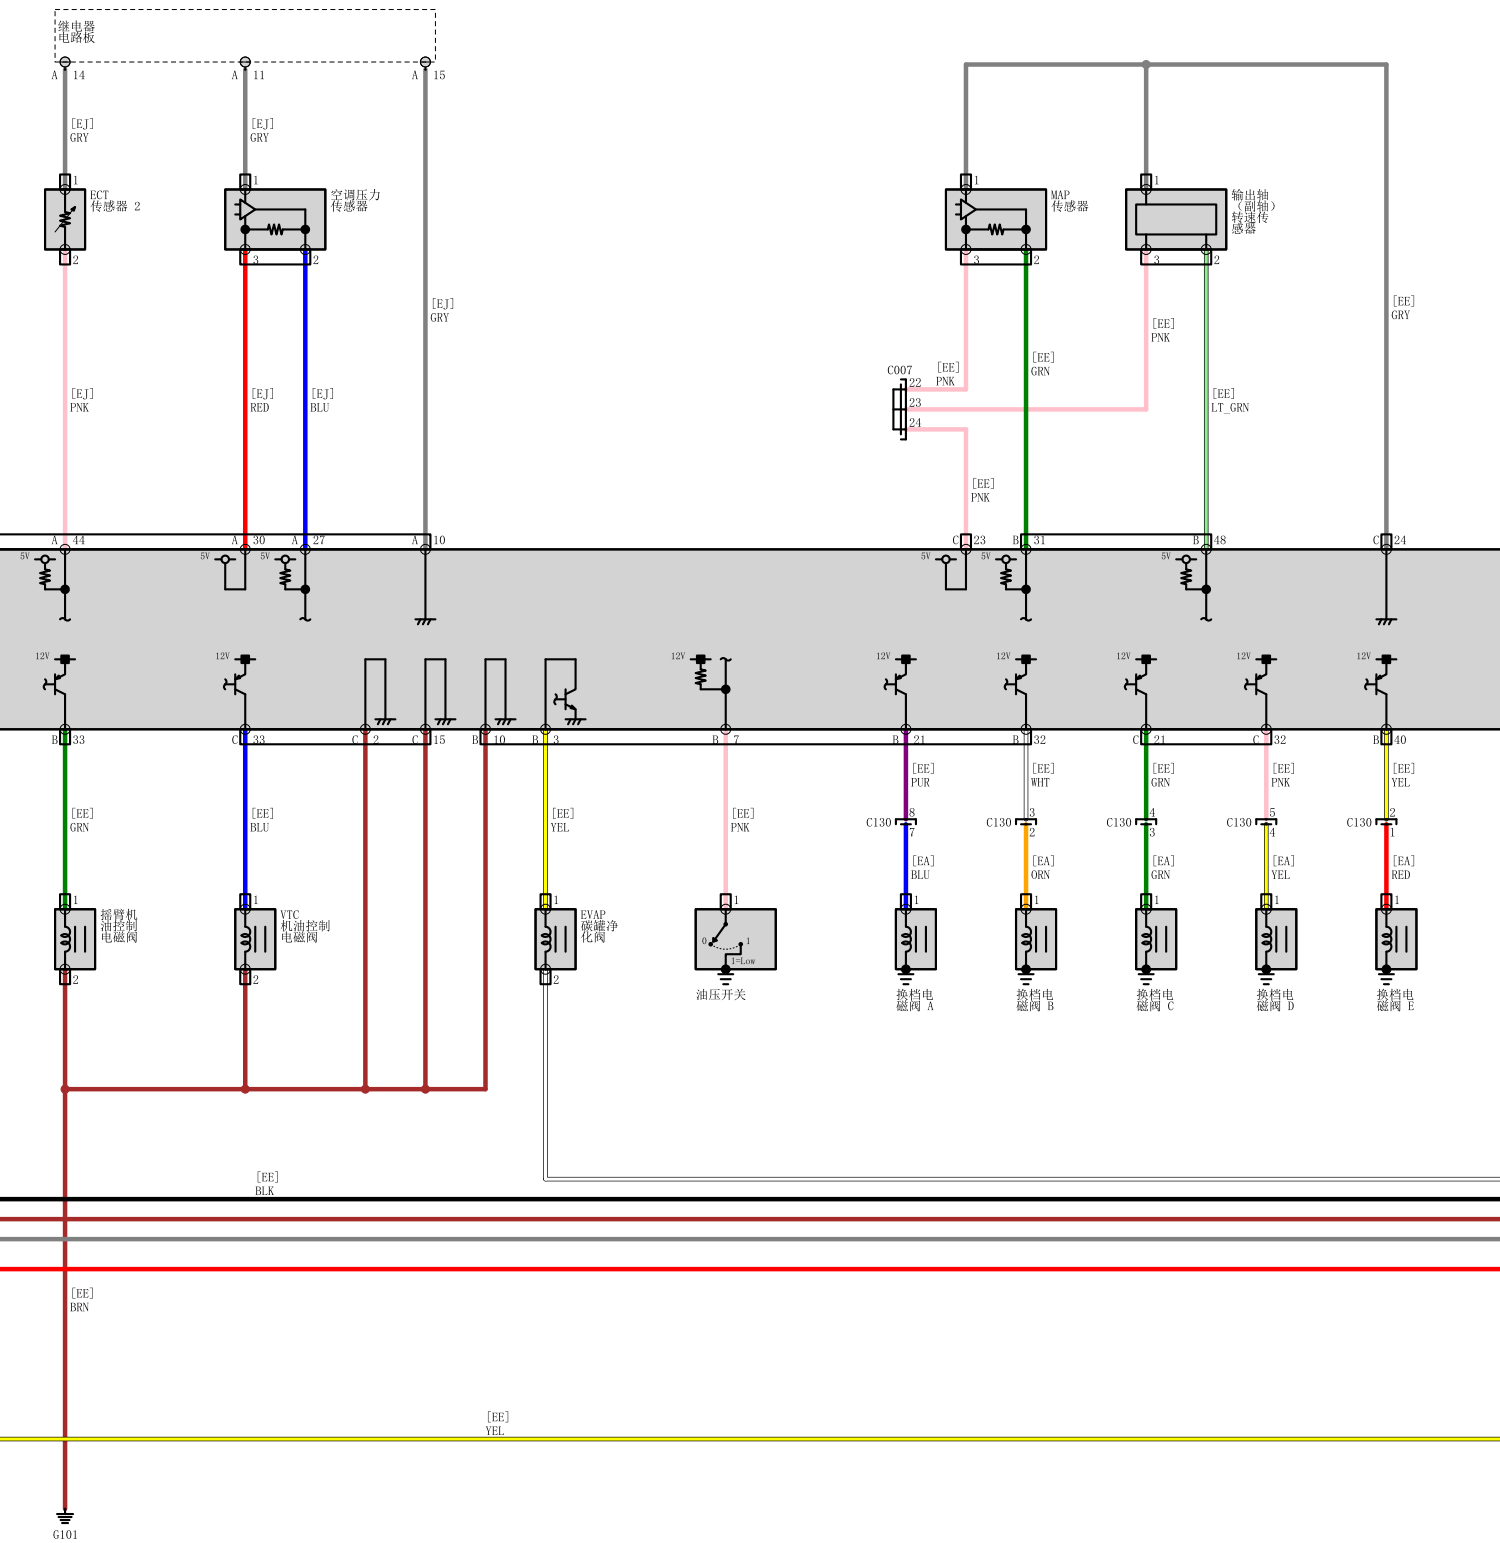 继电器
电路板
A 14
A 11
A 15
[EJ]
GRY
[EJ]
GRY
1
ECT
传感器 2
2
1
空调压力
传感器
3
2
1
MAP
传感器
3
2
1
输出轴
（副轴）
转速传
感器
3
2
[EJ]
GRY
[EE]
GRY
[EE]
PNK
[EE]
GRN
C007
22
23
24
[EE]
PNK
[EJ]
PNK
[EJ]
RED
[EJ]
BLU
[EE]
LT_GRN
[EE]
PNK
A 44
A 30
A 27
A 10
C 23
B 31
B 48
C 24
5V
5V
5V
5V
5V
5V
12V
12V
12V
12V
12V
12V
12V
12V
B 33
C 33
C 2
C 15
B 10
B 3
B 7
B 21
B 32
C 21
C 32
B 40
[EE]
PUR
[EE]
WHT
[EE]
GRN
[EE]
PNK
[EE]
YEL
[EE]
GRN
[EE]
BLU
[EE]
YEL
[EE]
PNK
C130
8
7
C130
3
2
C130
4
3
C130
5
4
C130
2
1
[EA]
BLU
[EA]
ORN
[EA]
GRN
[EA]
YEL
[EA]
RED
1
摇臂机
油控制
电磁阀
2
1
VTC
机油控制
电磁阀
2
1
EVAP
碳罐净
化阀
2
1
0
1
1=Low
油压开关
1
换档电
磁阀 A
1
换档电
磁阀 B
1
换档电
磁阀 C
1
换档电
磁阀 D
1
换档电
磁阀 E
[EE]
BLK
[EE]
BRN
[EE]
YEL
G101